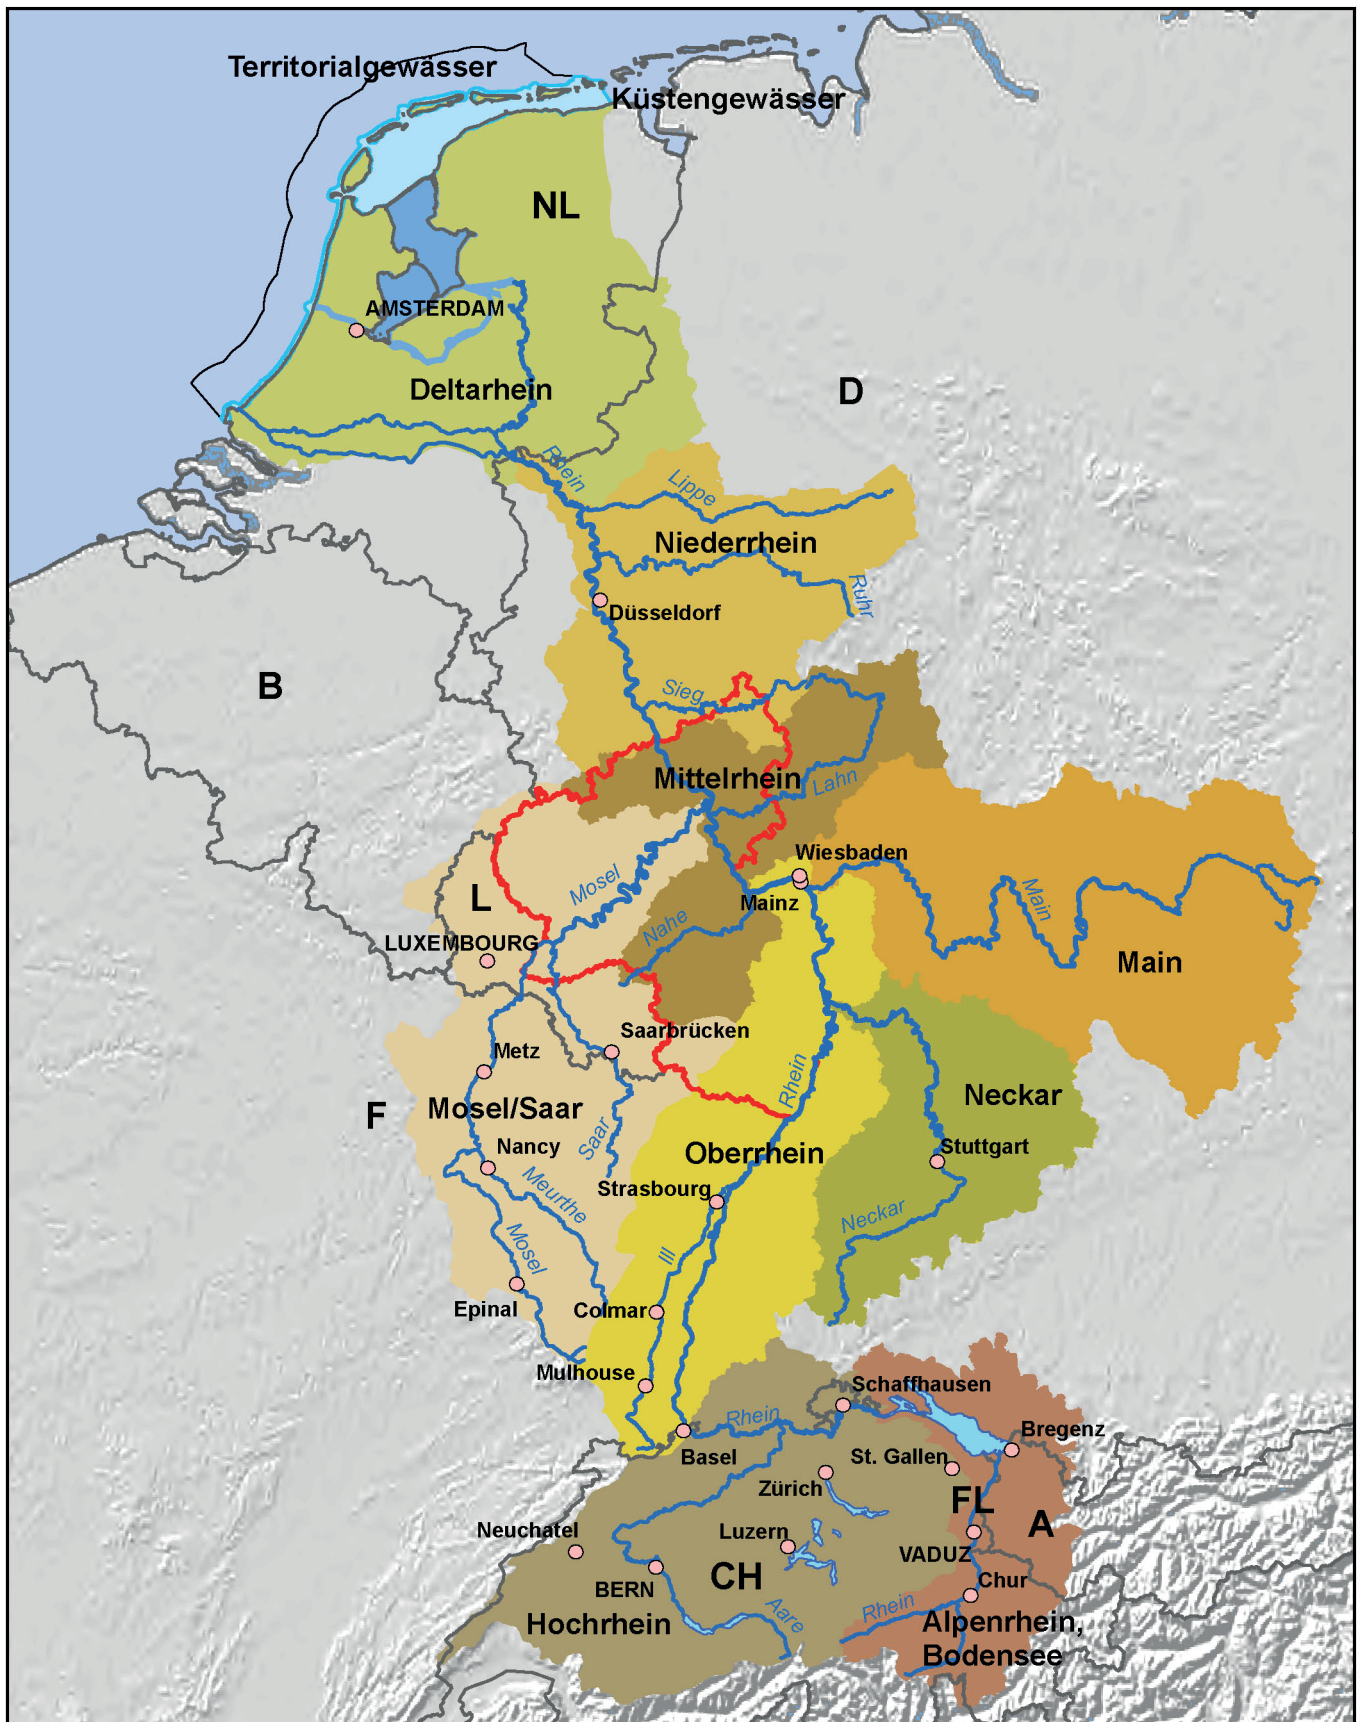 Territorialgewässer
Küstengewässer
NL
AMSTERDAM
Deltarhein
D
Rhein
Lippe
Niederrhein
Ruhr
Düsseldorf
B
Sieg
Mittelrhein
Lahn
Wiesbaden
Mosel
Mainz
Main
L
Nahe
LUXEMBOURG
Main
Saarbrücken
Metz
Rhein
Neckar
F
Mosel/Saar
Saar
Nancy
Oberrhein
Stuttgart
Strasbourg
Meurthe
Neckar
Mosel
Ill
Epinal
Colmar
Mulhouse
Schaffhausen
Rhein
Bregenz
Basel
St. Gallen
Zürich
FL
Neuchatel
Luzern
A
VADUZ
CH
BERN
Chur
Rhein
Aare
Hochrhein
Alpenrhein,
Bodensee